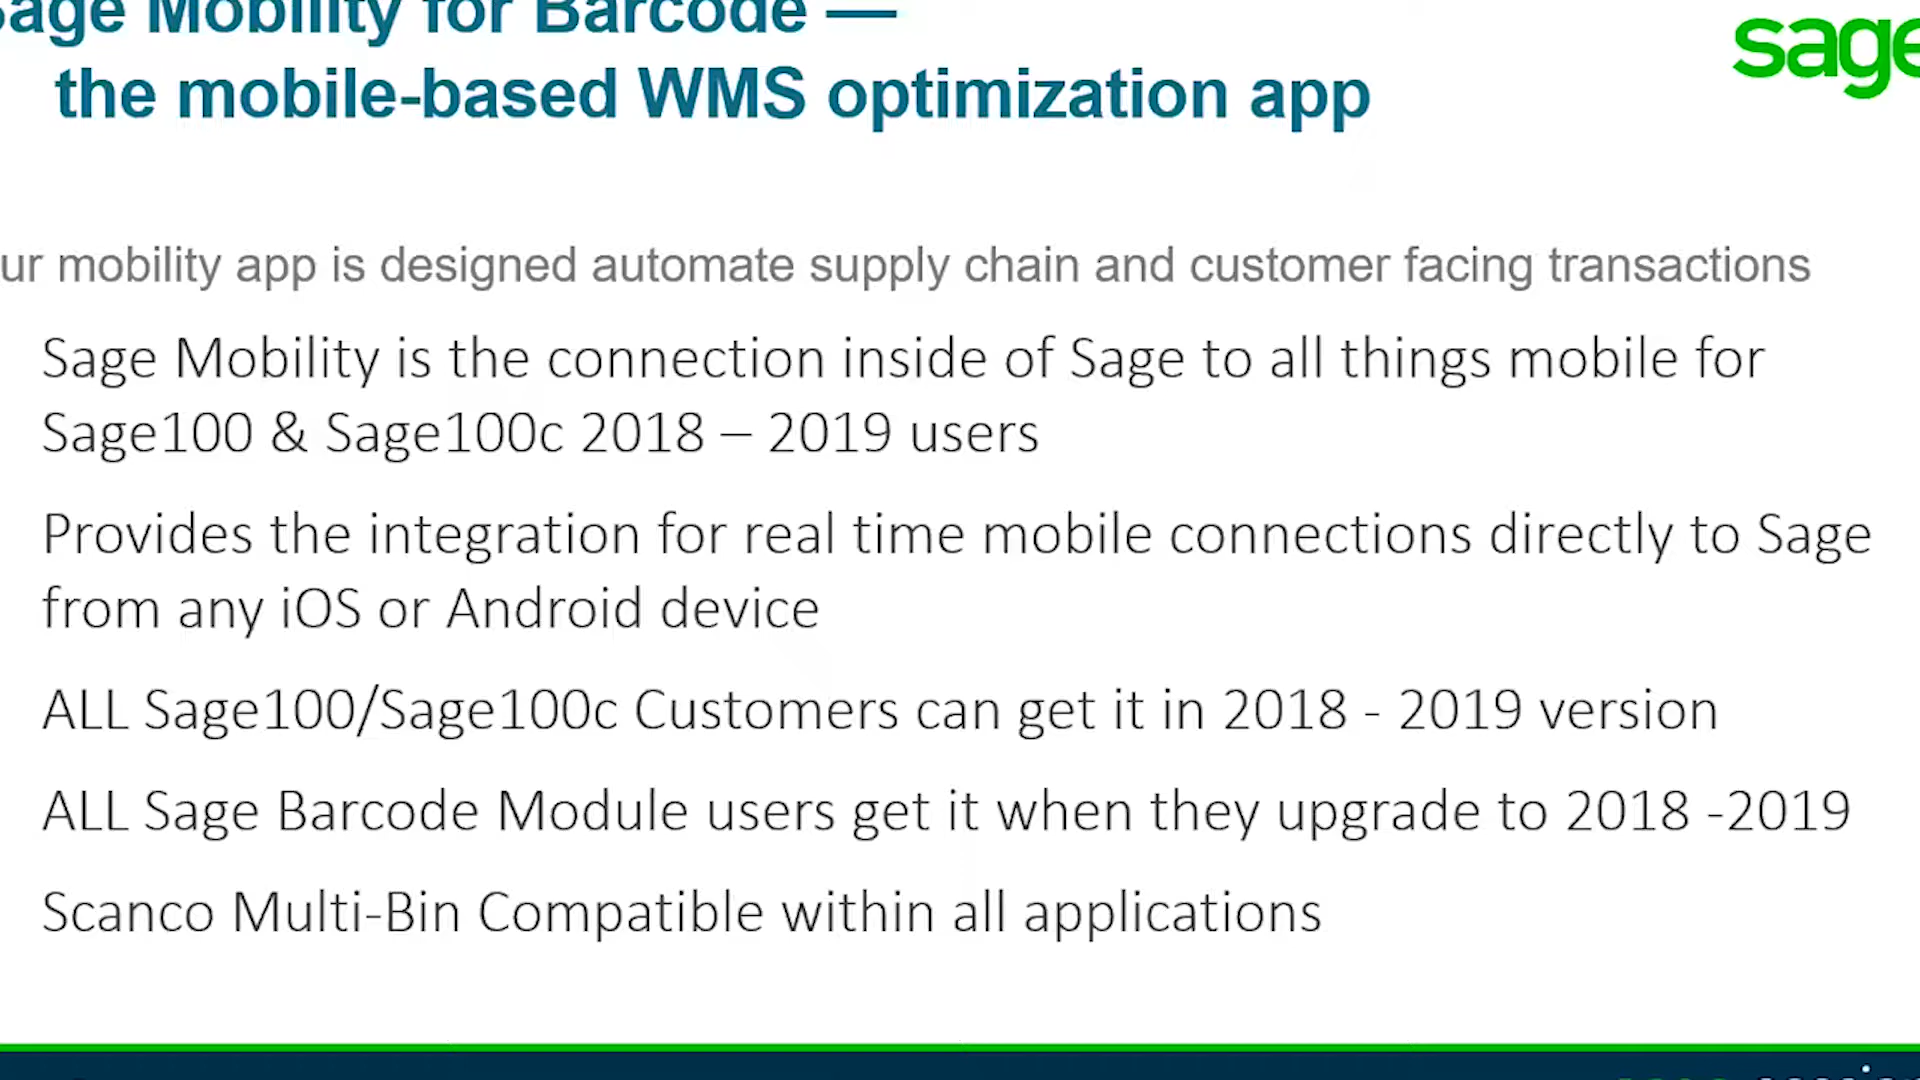 Sage Mobility for Barcode —
the mobile-based WMS optimization app
sage
ur mobility app is designed automate supply chain and customer facing transactions
Sage Mobility is the connection inside of Sage to all things mobile for
Sage100 & Sage100c 2018 – 2019 users
Provides the integration for real time mobile connections directly to Sage
from any iOS or Android device
ALL Sage100/Sage100c Customers can get it in 2018 - 2019 version
ALL Sage Barcode Module users get it when they upgrade to 2018 -2019
Scanco Multi-Bin Compatible within all applications